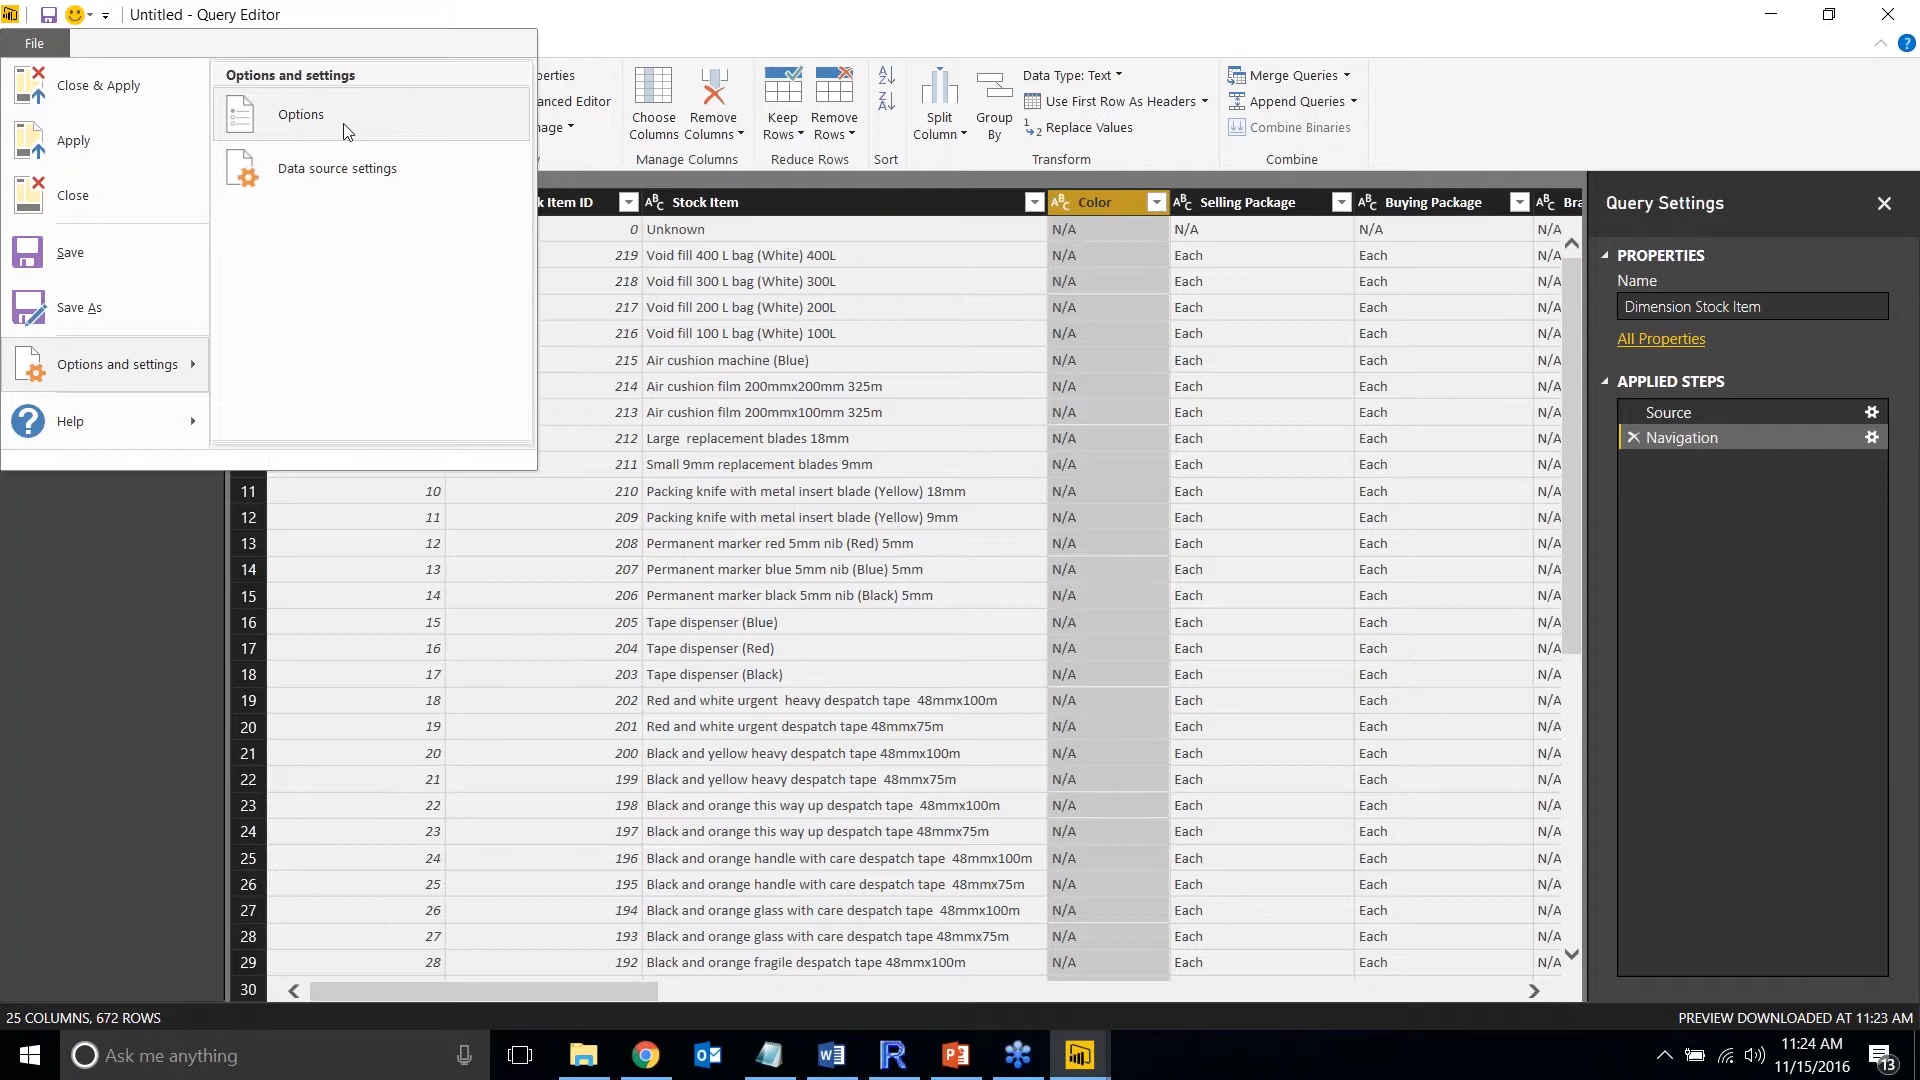 Untitled - Query Editor
File
Close & Apply
Apply
Close
Save
Save As
Options and settings
Help
Options and settings
Options
Data source settings
perties
anced Editor
nage
Choose Columns
Remove Columns
Manage Columns
Keep Rows
Remove Rows
Reduce Rows
Sort
Split Column
Group By
Data Type: Text
Use First Row As Headers
1 2 Replace Values
Transform
Merge Queries
Append Queries
Combine Binaries
Combine
k Item ID ABC Stock Item ABC Color ABC Selling Package ABC Buying Package ABC Bra
0 Unknown N/A N/A N/A N/A
219 Void fill 400 L bag (White) 400L N/A Each Each N/A
218 Void fill 300 L bag (White) 300L N/A Each Each N/A
217 Void fill 200 L bag (White) 200L N/A Each Each N/A
216 Void fill 100 L bag (White) 100L N/A Each Each N/A
215 Air cushion machine (Blue) N/A Each Each N/A
214 Air cushion film 200mmx200mm 325m N/A Each Each N/A
213 Air cushion film 200mmx100mm 325m N/A Each Each N/A
212 Large replacement blades 18mm N/A Each Each N/A
211 Small 9mm replacement blades 9mm N/A Each Each N/A
11 10 210 Packing knife with metal insert blade (Yellow) 18mm N/A Each Each N/A
12 11 209 Packing knife with metal insert blade (Yellow) 9mm N/A Each Each N/A
13 12 208 Permanent marker red 5mm nib (Red) 5mm N/A Each Each N/A
14 13 207 Permanent marker blue 5mm nib (Blue) 5mm N/A Each Each N/A
15 14 206 Permanent marker black 5mm nib (Black) 5mm N/A Each Each N/A
16 15 205 Tape dispenser (Blue) N/A Each Each N/A
17 16 204 Tape dispenser (Red) N/A Each Each N/A
18 17 203 Tape dispenser (Black) N/A Each Each N/A
19 18 202 Red and white urgent heavy despatch tape 48mmx100m N/A Each Each N/A
20 19 201 Red and white urgent despatch tape 48mmx75m N/A Each Each N/A
21 20 200 Black and yellow heavy despatch tape 48mmx100m N/A Each Each N/A
22 21 199 Black and yellow heavy despatch tape 48mmx75m N/A Each Each N/A
23 22 198 Black and orange this way up despatch tape 48mmx100m N/A Each Each N/A
24 23 197 Black and orange this way up despatch tape 48mmx75m N/A Each Each N/A
25 24 196 Black and orange handle with care despatch tape 48mmx100m N/A Each Each N/A
26 25 195 Black and orange handle with care despatch tape 48mmx75m N/A Each Each N/A
27 26 194 Black and orange glass with care despatch tape 48mmx100m N/A Each Each N/A
28 27 193 Black and orange glass with care despatch tape 48mmx75m N/A Each Each N/A
29 28 192 Black and orange fragile despatch tape 48mmx100m N/A Each Each N/A
30
Query Settings
PROPERTIES
Name
Dimension Stock Item
All Properties
APPLIED STEPS
Source
Navigation
25 COLUMNS, 672 ROWS
PREVIEW DOWNLOADED AT 11:23 AM
Ask me anything
11:24 AM
11/15/2016
13